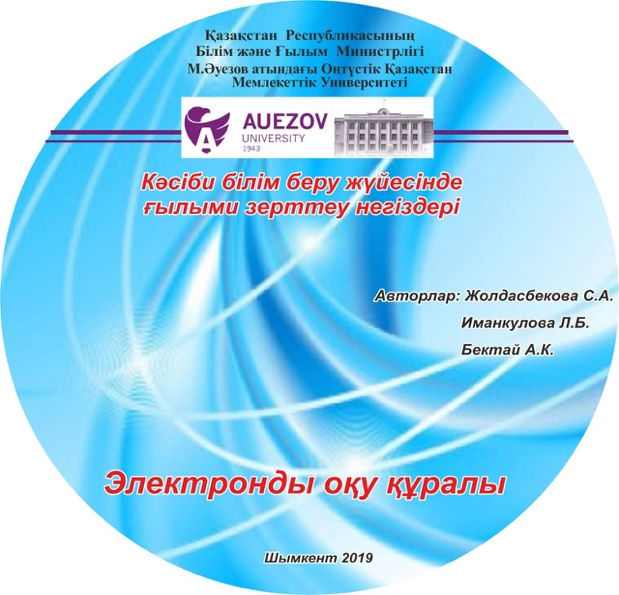 Қазақстан Республикасының
Білім және Ғылым Министрлігі
М.Әуезов атындағы Оңтүстік Қазақстан
Мемлекеттік Университеті
AUEZOV
UNIVERSITY
1943
Кәсіби білім беру жүйесінде
ғылыми зерттеу негіздері
Авторлар: Жолдасбекова С.А.
Иманкулова Л.Б.
Бектай А.К.
Электронды оқу құралы
Шымкент 2019